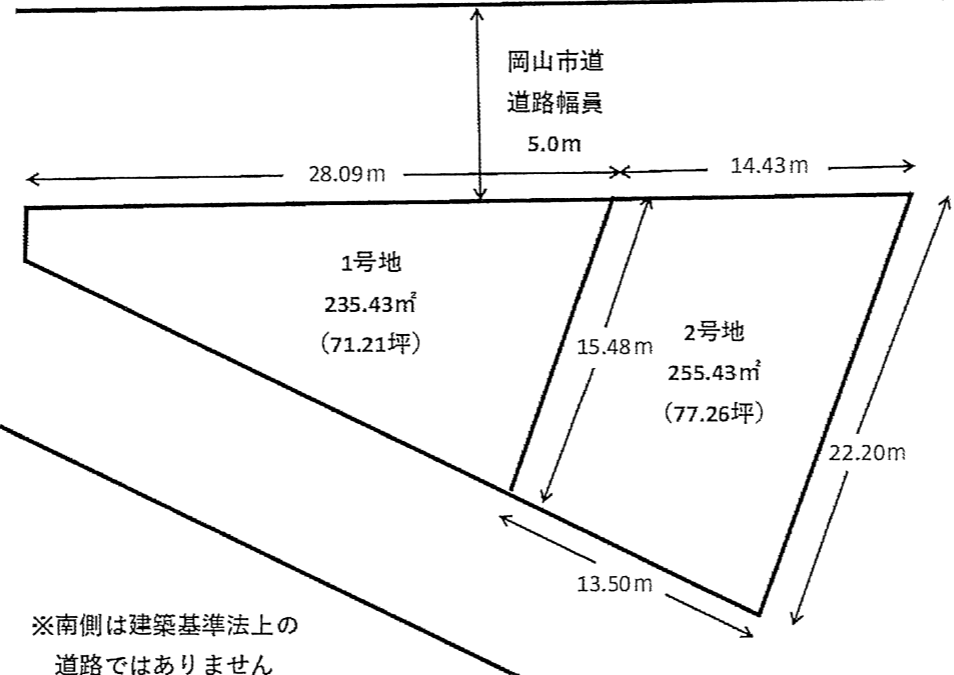 岡山市道
道路幅員
5.0m
28.09m
14.43m
1号地
235.43㎡
（71.21坪）
15.48m
2号地
255.43㎡
（77.26坪）
22.20m
13.50m
※南側は建築基準法上の
道路ではありません